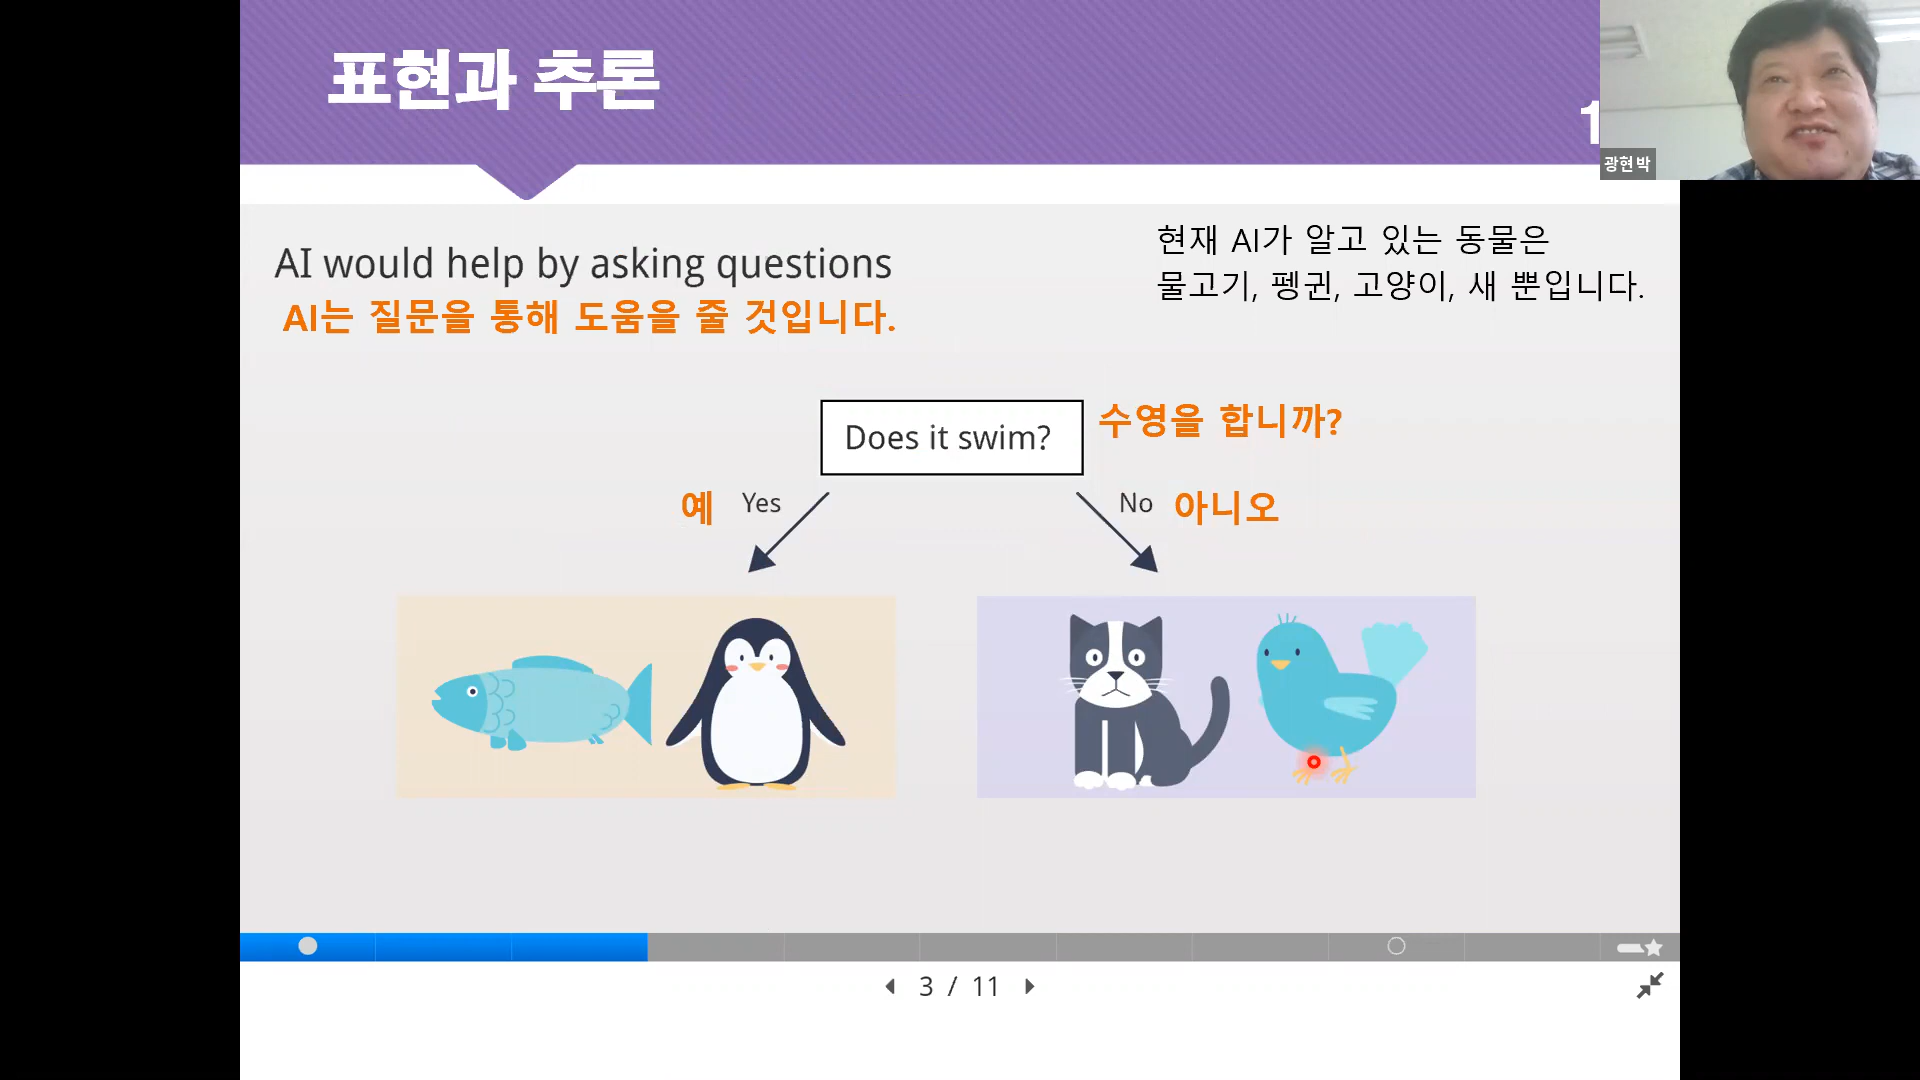 표현과 추론
1
광현 박
AI would help by asking questions
AI는 질문을 통해 도움을 줄 것입니다.
현재 AI가 알고 있는 동물은
물고기, 펭귄, 고양이, 새 뿐입니다.
Does it swim?
수영을 합니까?
예 Yes
No 아니오
3 / 11